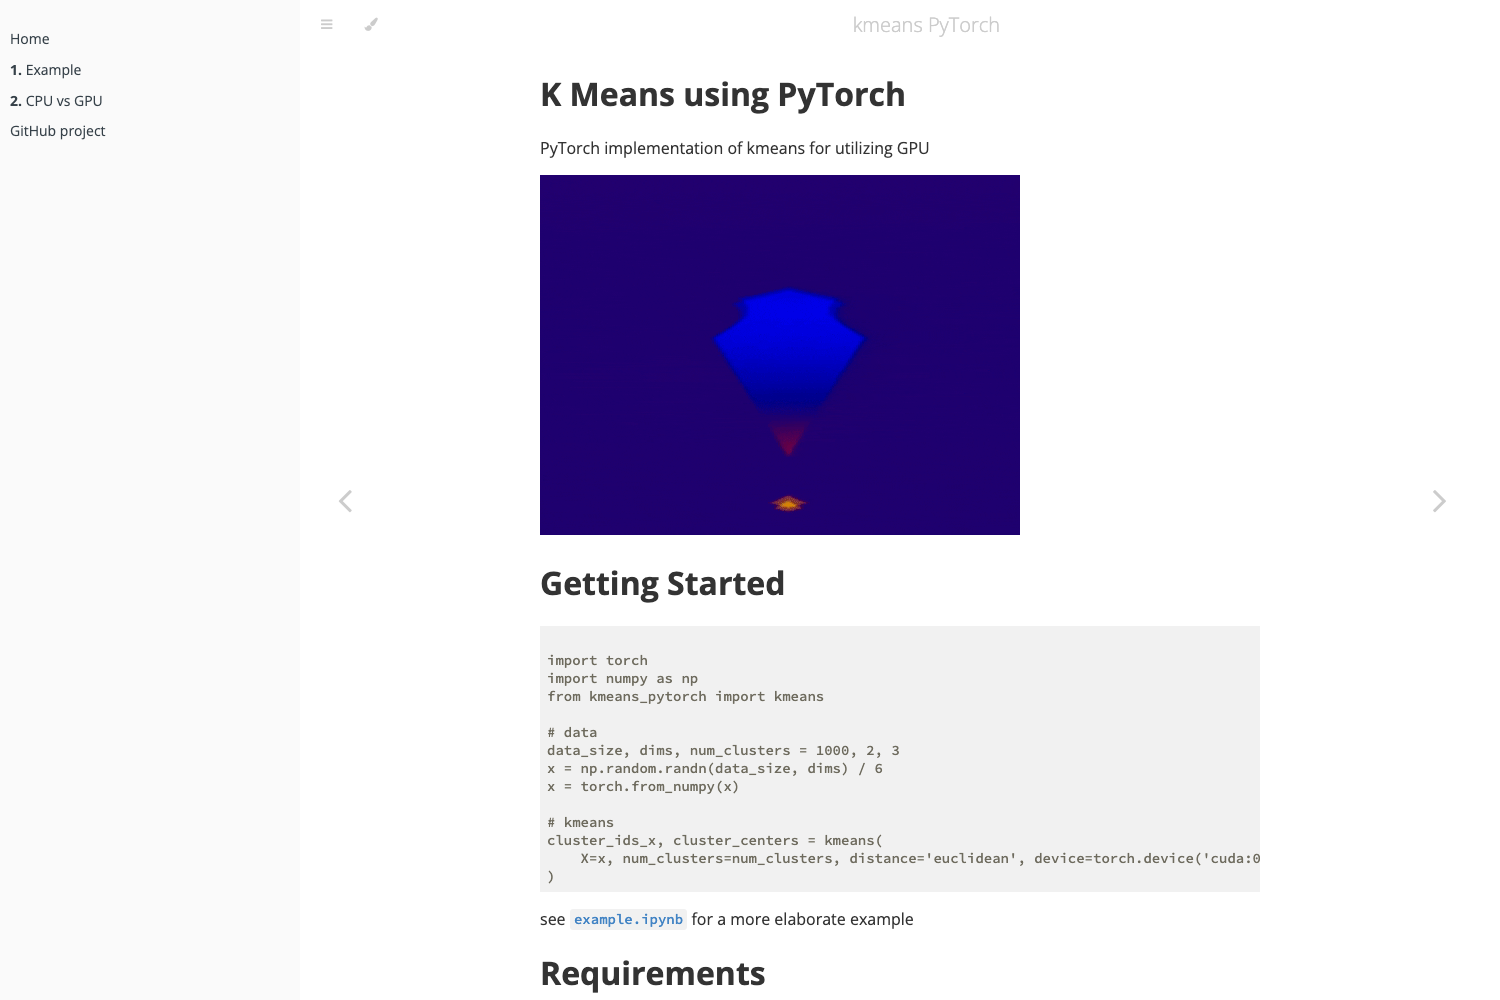 Home
1. Example
2. CPU vs GPU
GitHub project
kmeans PyTorch
K Means using PyTorch
PyTorch implementation of kmeans for utilizing GPU
Getting Started
import torch
import numpy as np
from kmeans_pytorch import kmeans
# data
data_size, dims, num_clusters = 1000, 2, 3
x = np.random.randn(data_size, dims) / 6
x = torch.from_numpy(x)
# kmeans
cluster_ids_x, cluster_centers = kmeans(
    X=x, num_clusters=num_clusters, distance='euclidean', device=torch.device('cuda:0
)
see example.ipynb for a more elaborate example
Requirements